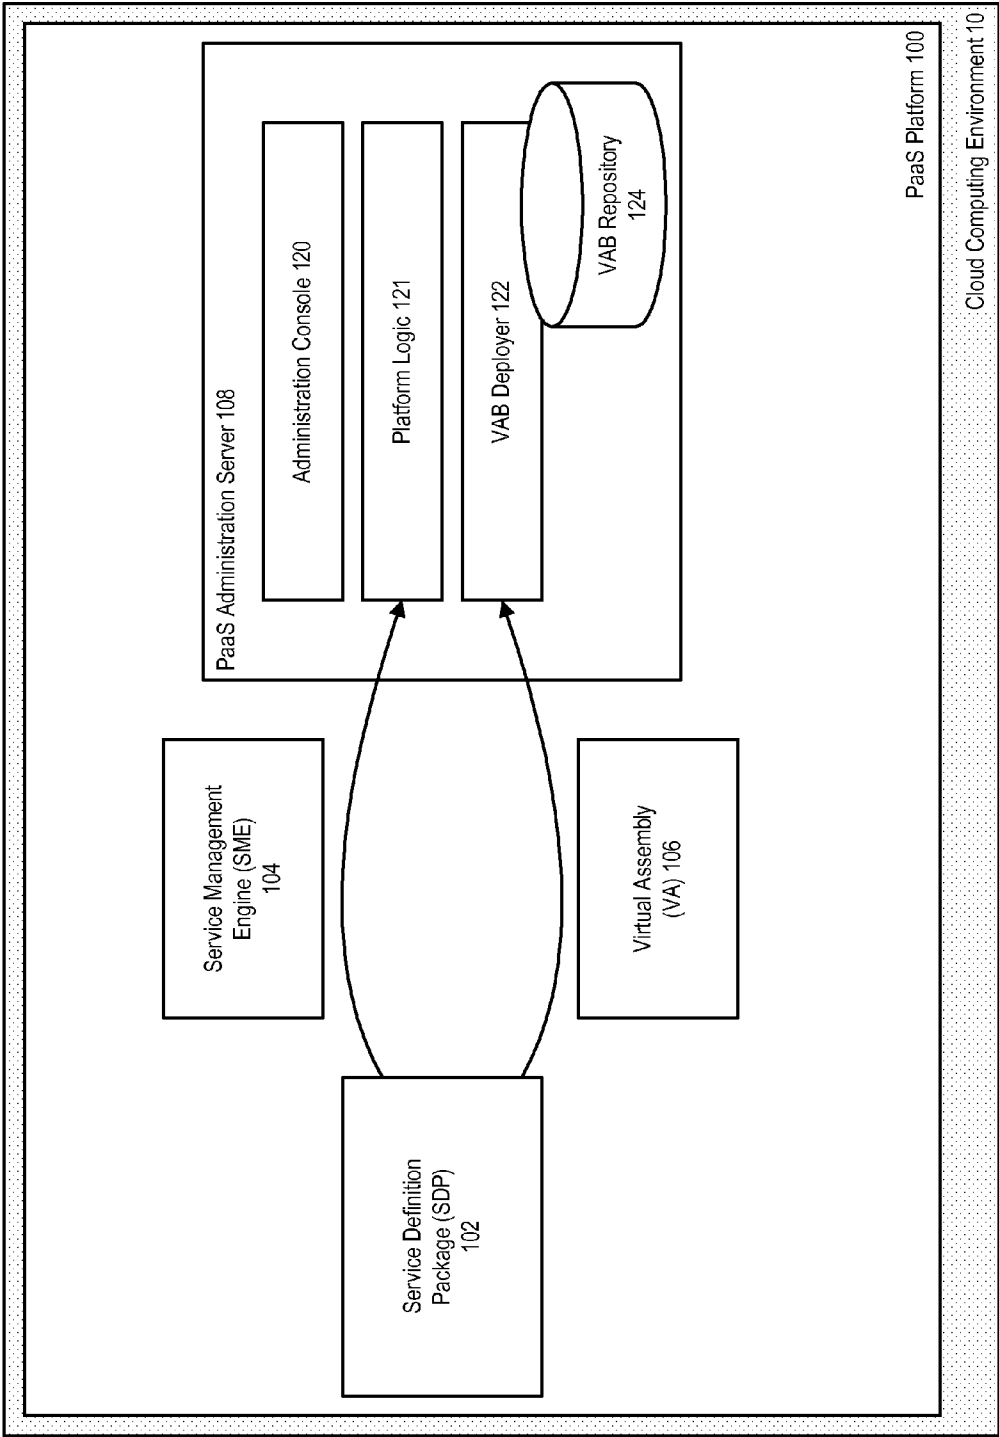 PaaS Administration Server 108
Administration Console 120
Platform Logic 121
VAB Deployer 122
VAB Repository
124
Service Management
Engine (SME)
104
Virtual Assembly
(VA) 106
Service Definition
Package (SDP)
102
PaaS Platform 100
Cloud Computing Environment 10